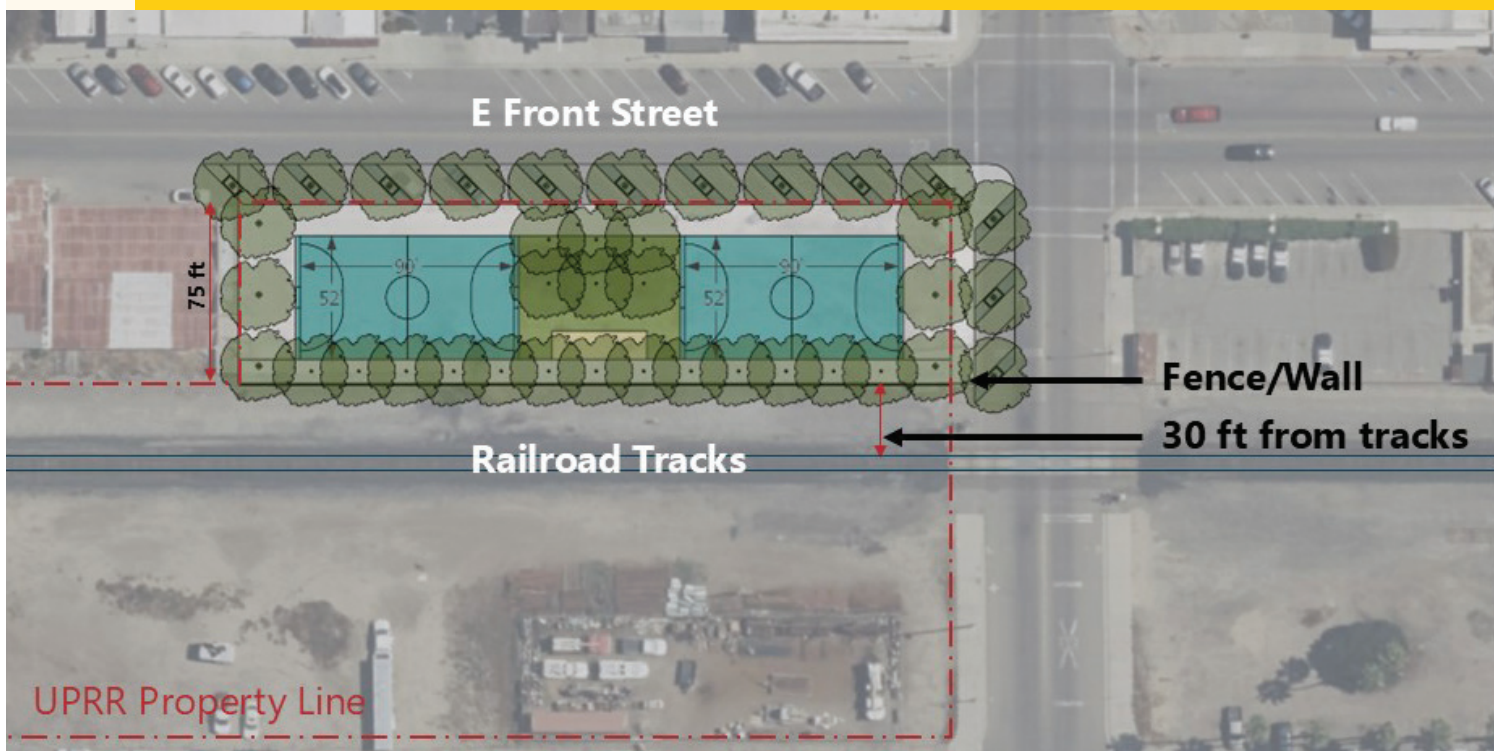 E Front Street
75 ft
90'
52'
90'
52'
Fence/Wall
30 ft from tracks
Railroad Tracks
UPRR Property Line